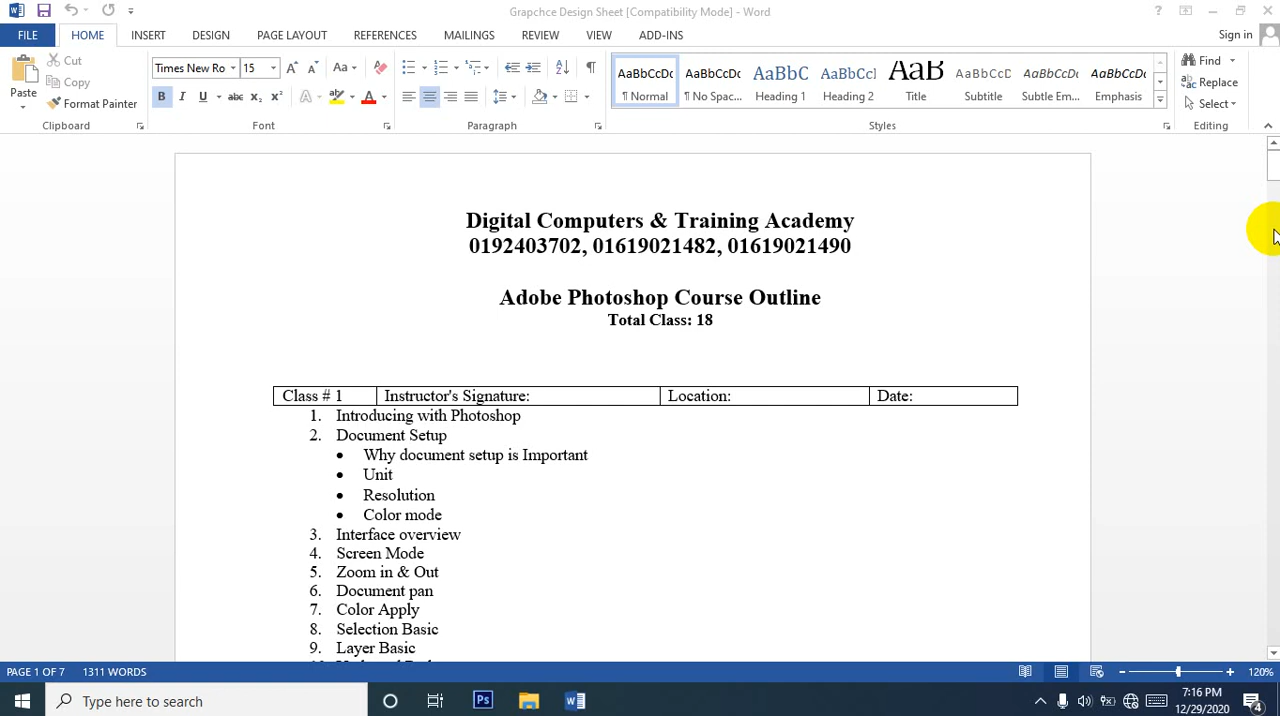 Grapchce Design Sheet [Compatibility Mode] - Word
Sign in
FILE HOME INSERT DESIGN PAGE LAYOUT REFERENCES MAILINGS REVIEW VIEW ADD-INS
Paste
Cut
Copy
Format Painter
Clipboard
Times New Ro 15
Font
Paragraph
AaBbCcDc AaBbCcDc AaBbC AaBbCc AaB AaBbCcD AaBbCcDc AaBbCcDc
¶ Normal ¶ No Spac... Heading 1 Heading 2 Title Subtitle Subtle Em... Emphasis
Styles
Find
Replace
Select
Editing
Digital Computers & Training Academy
0192403702, 01619021482, 01619021490
Adobe Photoshop Course Outline
Total Class: 18
Class # 1 Instructor's Signature: Location: Date:
1. Introducing with Photoshop
2. Document Setup
• Why document setup is Important
• Unit
• Resolution
• Color mode
3. Interface overview
4. Screen Mode
5. Zoom in & Out
6. Document pan
7. Color Apply
8. Selection Basic
9. Layer Basic
PAGE 1 OF 7 1311 WORDS 120%
Type here to search
7:16 PM
12/29/2020
4